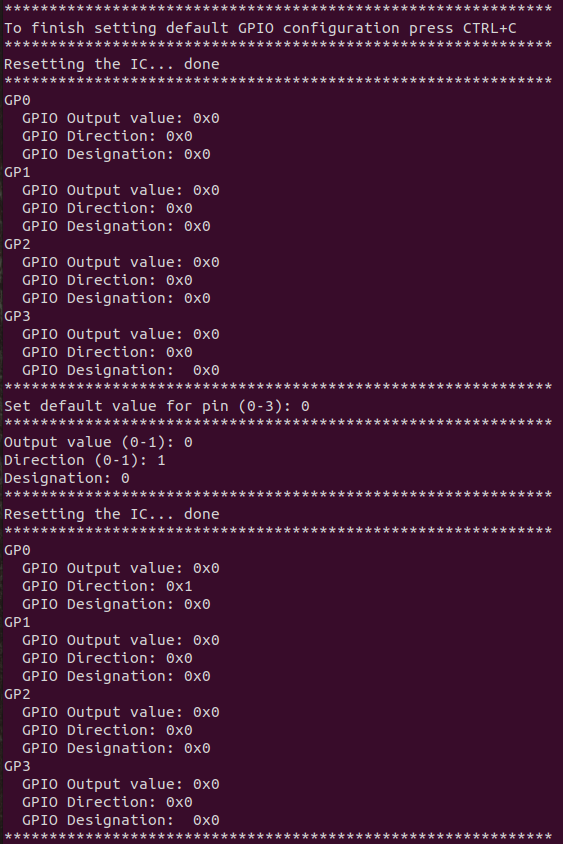 *************************************************************
To finish setting default GPIO configuration press CTRL+C
*************************************************************
Resetting the IC... done
*************************************************************
GP0
  GPIO Output value: 0x0
  GPIO Direction: 0x0
  GPIO Designation: 0x0
GP1
  GPIO Output value: 0x0
  GPIO Direction: 0x0
  GPIO Designation: 0x0
GP2
  GPIO Output value: 0x0
  GPIO Direction: 0x0
  GPIO Designation: 0x0
GP3
  GPIO Output value: 0x0
  GPIO Direction: 0x0
  GPIO Designation:  0x0
*************************************************************
Set default value for pin (0-3): 0
*************************************************************
Output value (0-1): 0
Direction (0-1): 1
Designation: 0
*************************************************************
Resetting the IC... done
*************************************************************
GP0
  GPIO Output value: 0x0
  GPIO Direction: 0x1
  GPIO Designation: 0x0
GP1
  GPIO Output value: 0x0
  GPIO Direction: 0x0
  GPIO Designation: 0x0
GP2
  GPIO Output value: 0x0
  GPIO Direction: 0x0
  GPIO Designation: 0x0
GP3
  GPIO Output value: 0x0
  GPIO Direction: 0x0
  GPIO Designation:  0x0
*************************************************************